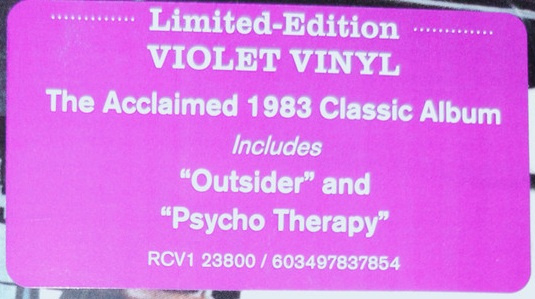 Limited-Edition
VIOLET VINYL
The Acclaimed 1983 Classic Album
Includes
“Outsider” and
“Psycho Therapy”
RCV1 23800 / 603497837854